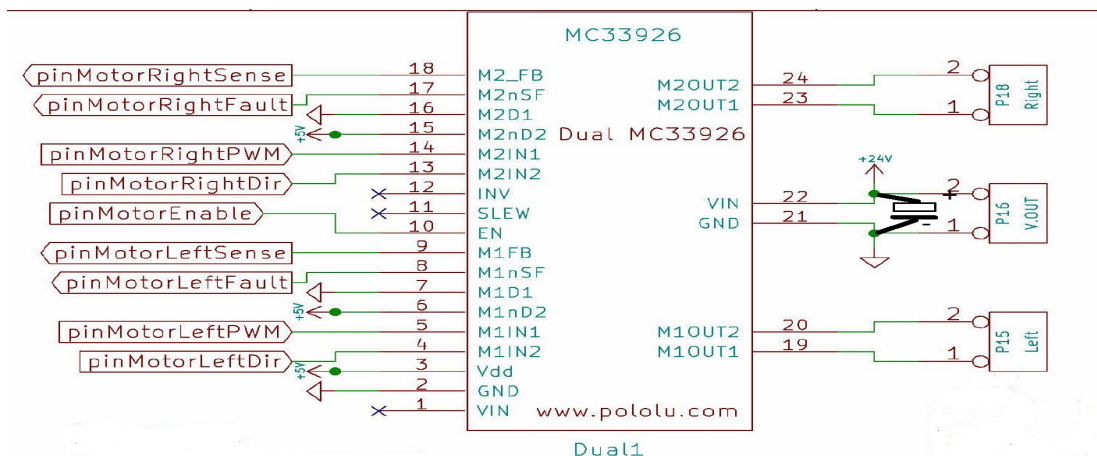 MC33926
pinMotorRightSense 18 M2_FB
pinMotorRightFault 17 M2nSF
16 M2D1
+5V 15 M2nD2
pinMotorRightPWM 14 M2IN1
pinMotorRightDir 13 M2IN2
12 INV
pinMotorEnable 11 SLEW
10 EN
pinMotorLeftSense 9 M1FB
pinMotorLeftFault 8 M1nSF
7 M1D1
+5V 6 M1nD2
pinMotorLeftPWM 5 M1IN1
pinMotorLeftDir 4 M1IN2
+5V 3 Vdd
2 GND
1 VIN
Dual MC33926
M2OUT2 24 2
M2OUT1 23 1
P18 Right
+24V
VIN 22 2 +
GND 21 1 -
P16 V.OUT
M1OUT2 20 2
M1OUT1 19 1
P15 Left
www.pololu.com
Dual1